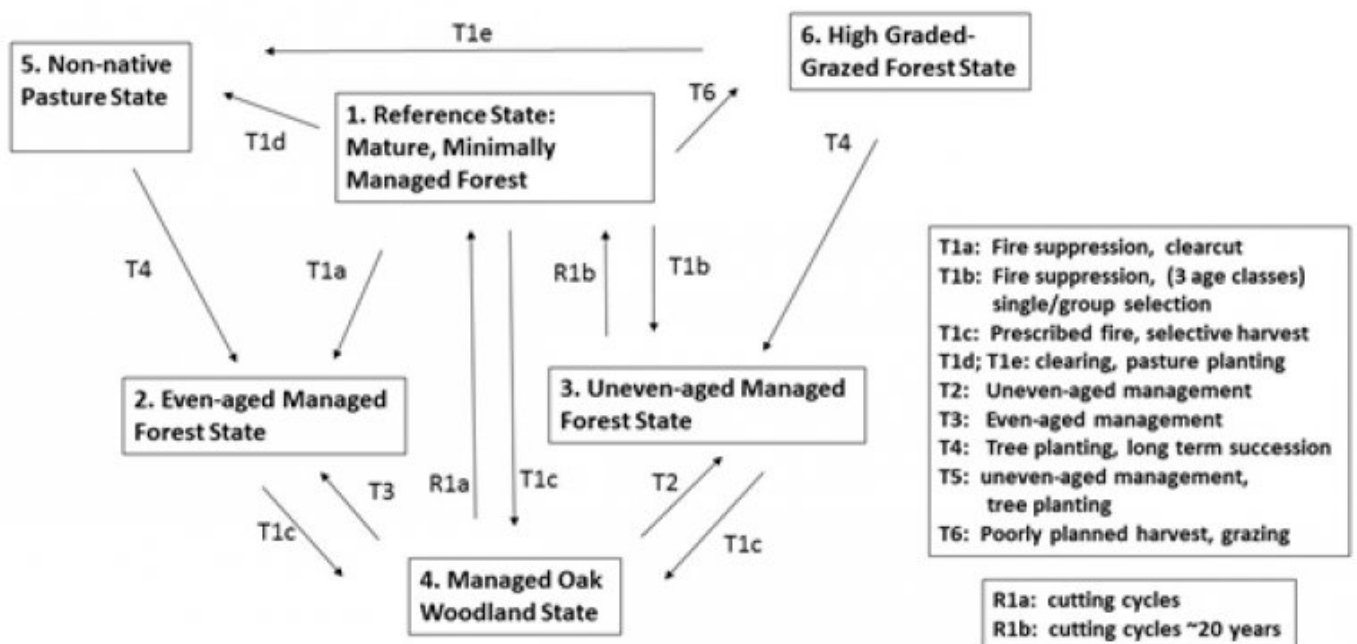 T1e
6. High Graded-
Grazed Forest State
5. Non-native
Pasture State
T1d
1. Reference State:
Mature, Minimally
Managed Forest
T6
T4
T4
T1a
R1b
T1b
2. Even-aged Managed
Forest State
3. Uneven-aged Managed
Forest State
T1c
T3
R1a
T1c
T2
T1c
4. Managed Oak
Woodland State
T1a: Fire suppression, clearcut
T1b: Fire suppression, (3 age classes)
single/group selection
T1c: Prescribed fire, selective harvest
T1d; T1e: clearing, pasture planting
T2: Uneven-aged management
T3: Even-aged management
T4: Tree planting, long term succession
T5: uneven-aged management,
tree planting
T6: Poorly planned harvest, grazing
R1a: cutting cycles
R1b: cutting cycles ~20 years